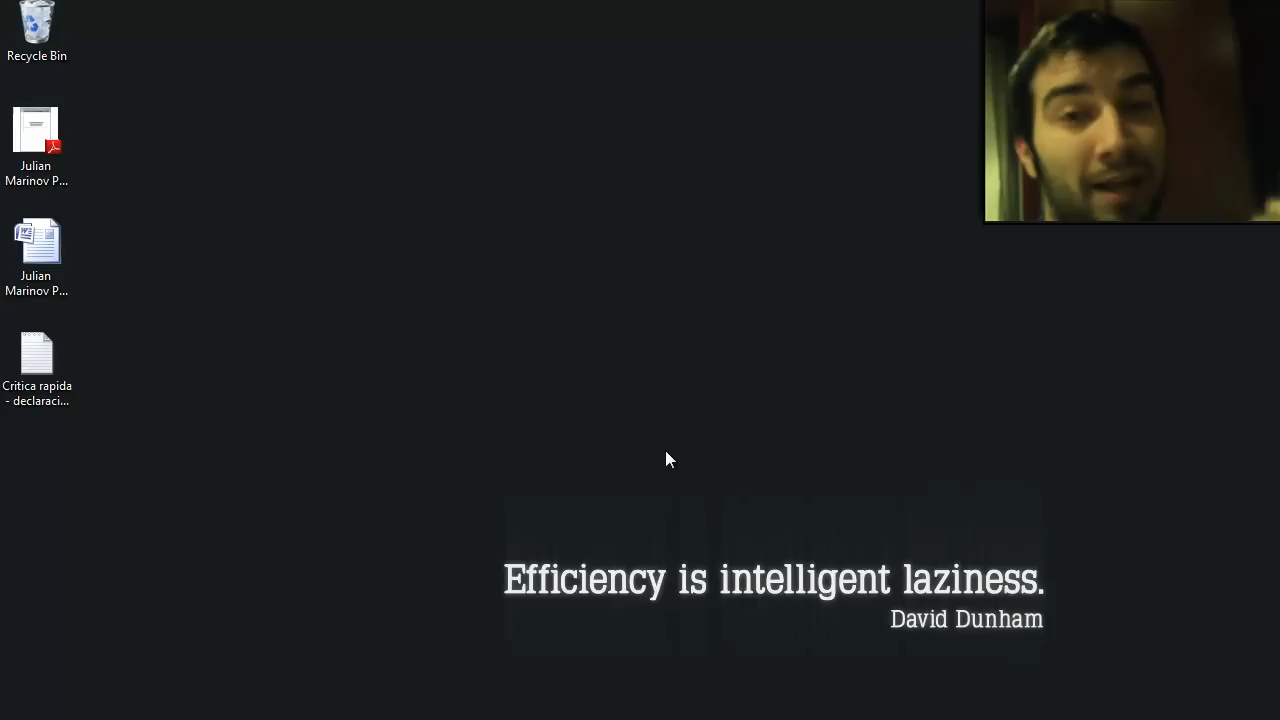 Recycle Bin
Julian
Marinov P...
Julian
Marinov P...
Critica rapida
- declaraci...
Efficiency is intelligent laziness.
David Dunham